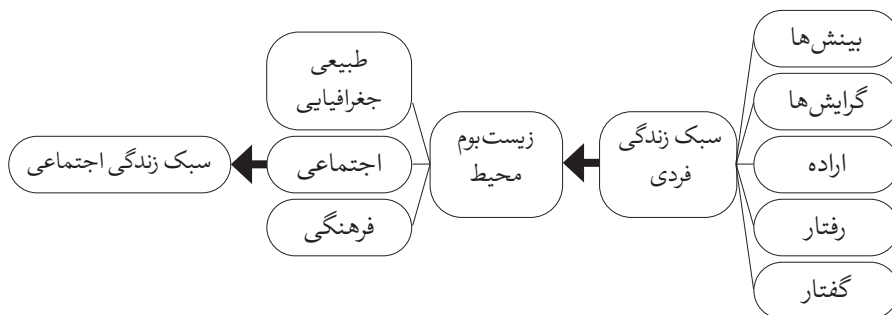 بینش‌ها
گرایش‌ها
اراده
رفتار
گفتار
سبک زندگی
فردی
زیست‌بوم
محیط
طبیعی
جغرافیایی
اجتماعی
فرهنگی
سبک زندگی اجتماعی